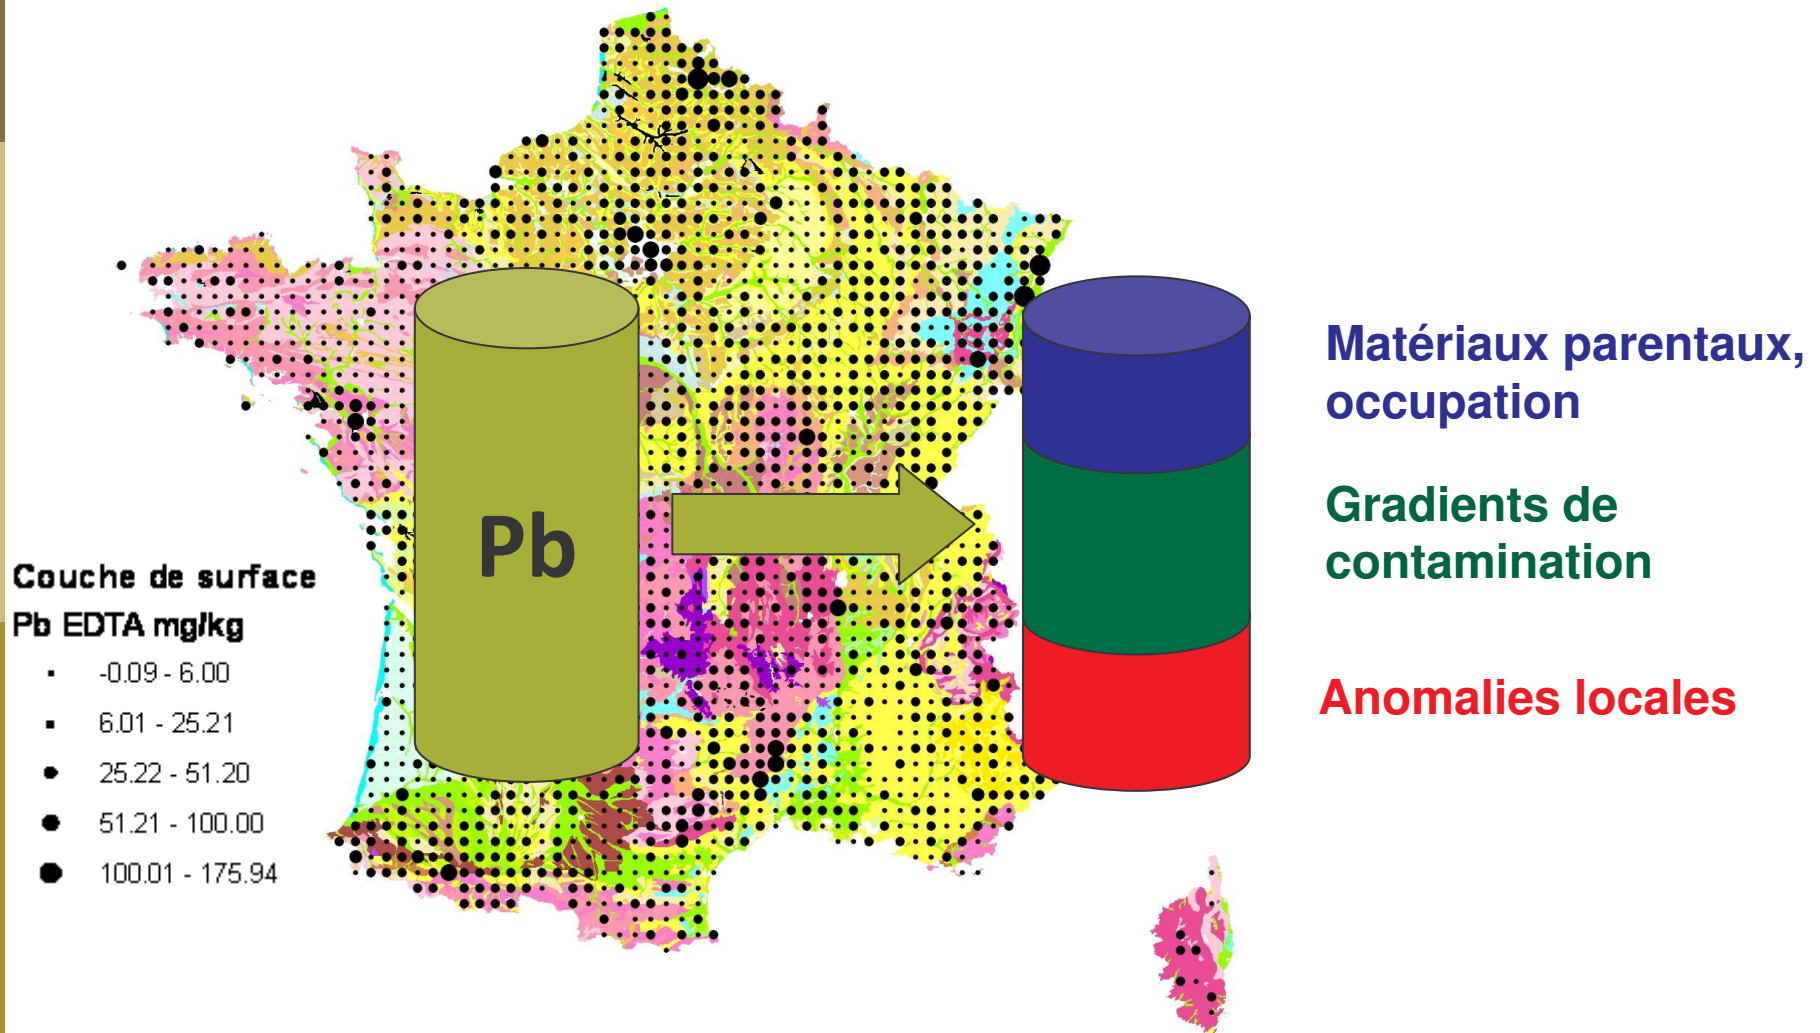 Pb
Matériaux parentaux,
occupation
Gradients de
contamination
Anomalies locales
Couche de surface
Pb EDTA mg/kg
-0.09 - 6.00
6.01 - 25.21
25.22 - 51.20
51.21 - 100.00
100.01 - 175.94